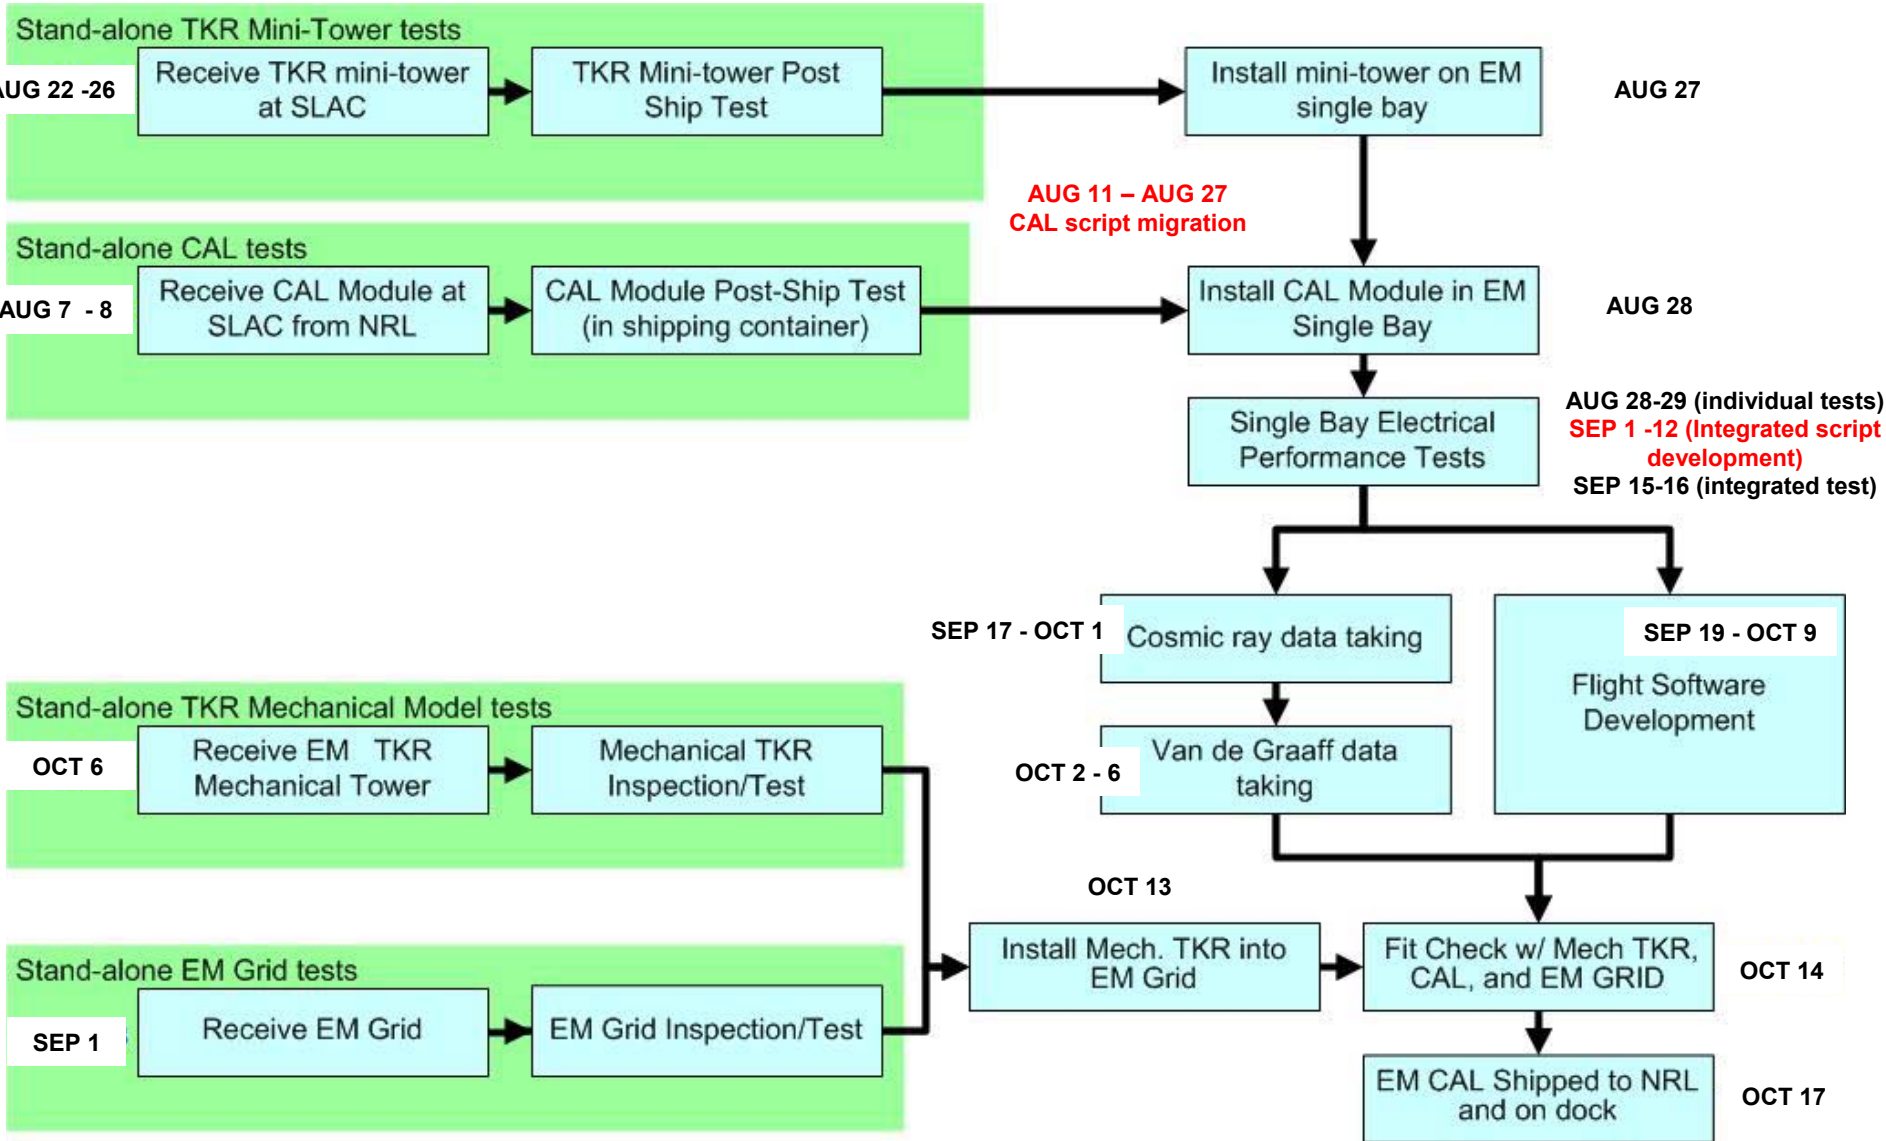 Stand-alone TKR Mini-Tower tests
AUG 22 -26
Receive TKR mini-tower
at SLAC
TKR Mini-tower Post
Ship Test
Install mini-tower on EM
single bay
AUG 27
AUG 11 – AUG 27
CAL script migration
Stand-alone CAL tests
AUG 7 - 8
Receive CAL Module at
SLAC from NRL
CAL Module Post-Ship Test
(in shipping container)
Install CAL Module in EM
Single Bay
AUG 28
Single Bay Electrical
Performance Tests
AUG 28-29 (individual tests)
SEP 1 -12 (Integrated script
development)
SEP 15-16 (integrated test)
SEP 17 - OCT 1
Cosmic ray data taking
SEP 19 - OCT 9
Flight Software
Development
Stand-alone TKR Mechanical Model tests
OCT 6
Receive EM TKR
Mechanical Tower
Mechanical TKR
Inspection/Test
OCT 2 - 6
Van de Graaff data
taking
OCT 13
Stand-alone EM Grid tests
SEP 1
Receive EM Grid
EM Grid Inspection/Test
Install Mech. TKR into
EM Grid
Fit Check w/ Mech TKR,
CAL, and EM GRID
OCT 14
EM CAL Shipped to NRL
and on dock
OCT 17